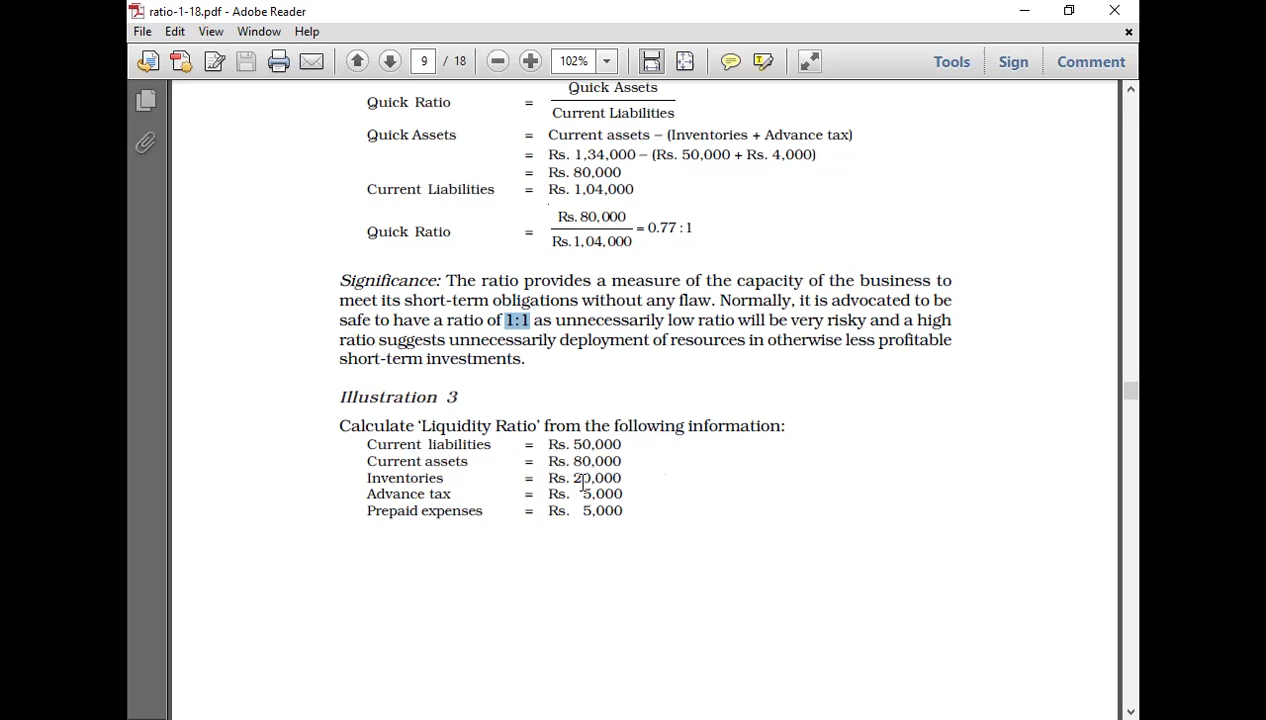 ratio-1-18.pdf - Adobe Reader
File Edit View Window Help
9 / 18 102% Tools Sign Comment
Quick Ratio = Quick Assets
Current Liabilities
Quick Assets = Current assets – (Inventories + Advance tax)
= Rs. 1,34,000 – (Rs. 50,000 + Rs. 4,000)
= Rs. 80,000
Current Liabilities = Rs. 1,04,000
Quick Ratio = Rs. 80,000
Rs. 1,04,000 = 0.77 : 1
Significance: The ratio provides a measure of the capacity of the business to
meet its short-term obligations without any flaw. Normally, it is advocated to be
safe to have a ratio of 1:1 as unnecessarily low ratio will be very risky and a high
ratio suggests unnecessarily deployment of resources in otherwise less profitable
short-term investments.
Illustration 3
Calculate ‘Liquidity Ratio’ from the following information:
Current liabilities = Rs. 50,000
Current assets = Rs. 80,000
Inventories = Rs. 20,000
Advance tax = Rs. 5,000
Prepaid expenses = Rs. 5,000